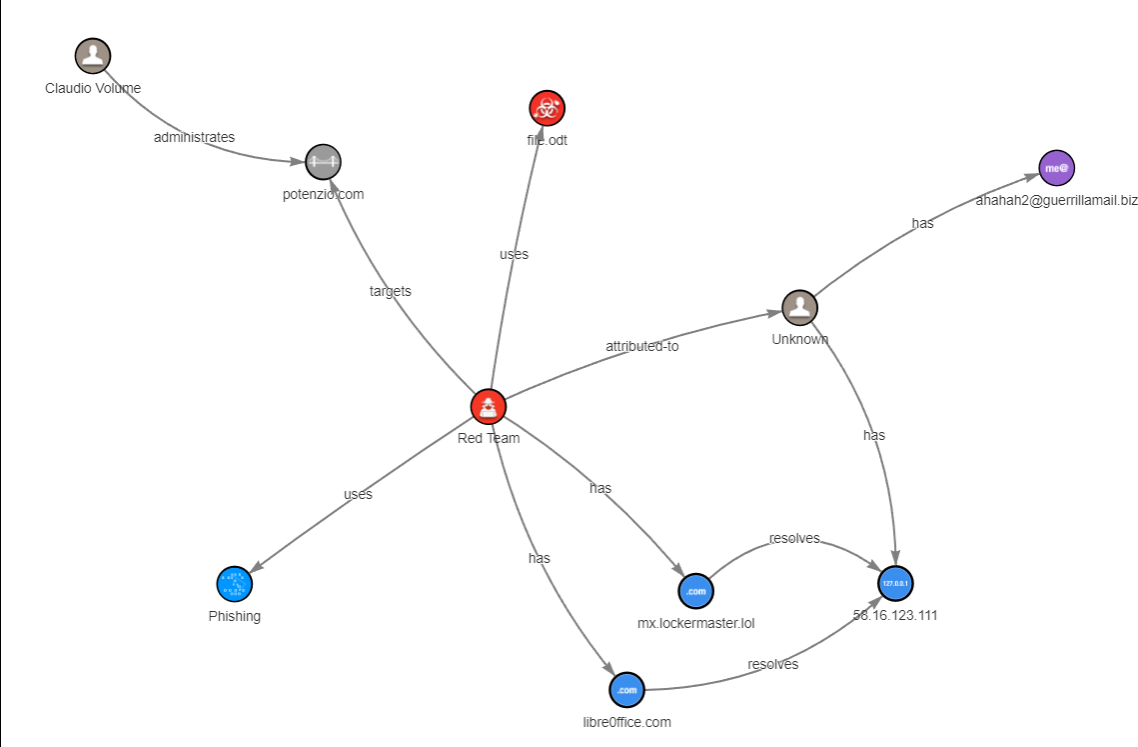 Claudio Volume
administrates
potenzio.com
file.odt
me@
ahahah2@guerrillamail.biz
has
uses
targets
Unknown
attributed-to
Red Team
has
uses
has
has
resolves
127.0.0.1
.com
58.16.123.111
Phishing
mx.lockermaster.lol
resolves
.com
libre0ffice.com